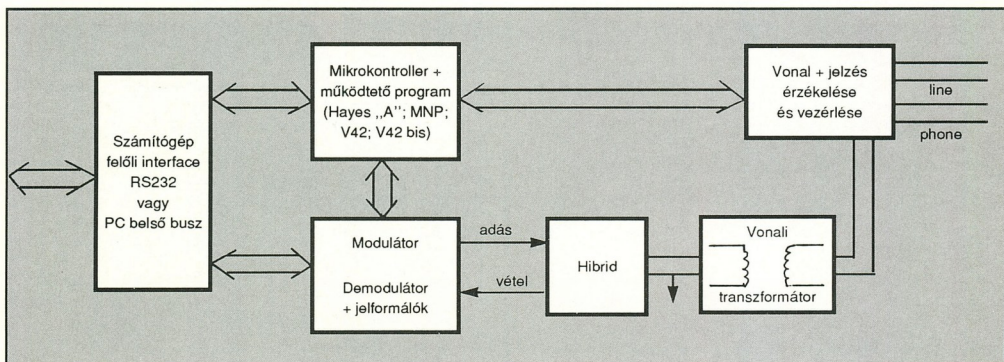 Számítógép
felőli interface
RS232
vagy
PC belső busz
Mikrokontroller +
működtető program
(Hayes „A”; MNP;
V42; V42 bis)
Vonal + jelzés
érzékelése
és vezérlése
line
phone
Modulátor
Demodulátor
+ jelformálók
adás
vétel
Hibrid
Vonali
transzformátor